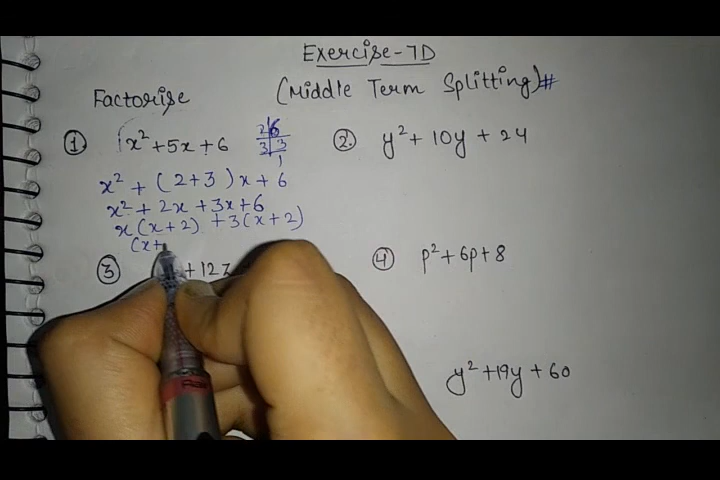 Exercise-7D
Factorise (Middle Term Splitting)#
① x² + 5x + 6
2 6
3 3
1
x² + (2+3)x + 6
x² + 2x + 3x + 6
x(x+2) +3(x+2)
(x+
② y² + 10y + 24
③ + 12z
④ p² + 6p + 8
y² + 19y + 60